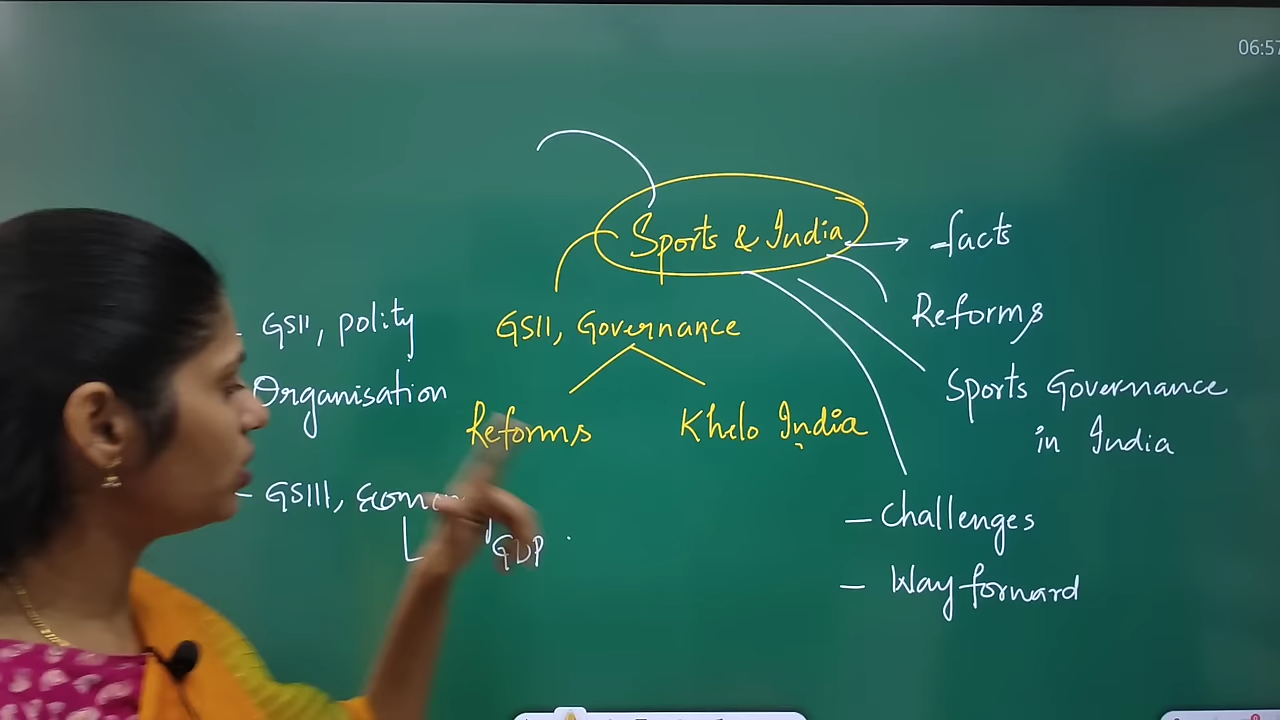 06:57
Sports & India
facts
GSII, polity
GSII, Governance
Reforms
Organisation
Reforms
Khelo India
Sports Governance
in India
- GSIII,
GDP
- Challenges
- Way forward